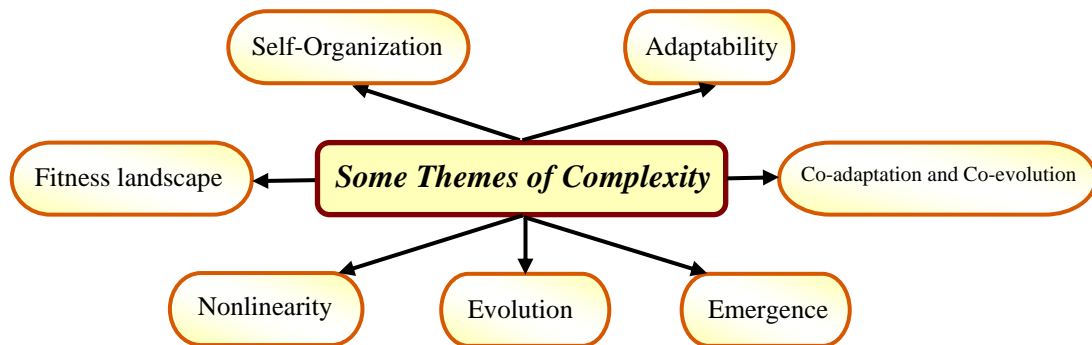 Self-Organization
Adaptability
Fitness landscape
Some Themes of Complexity
Co-adaptation and Co-evolution
Nonlinearity
Evolution
Emergence